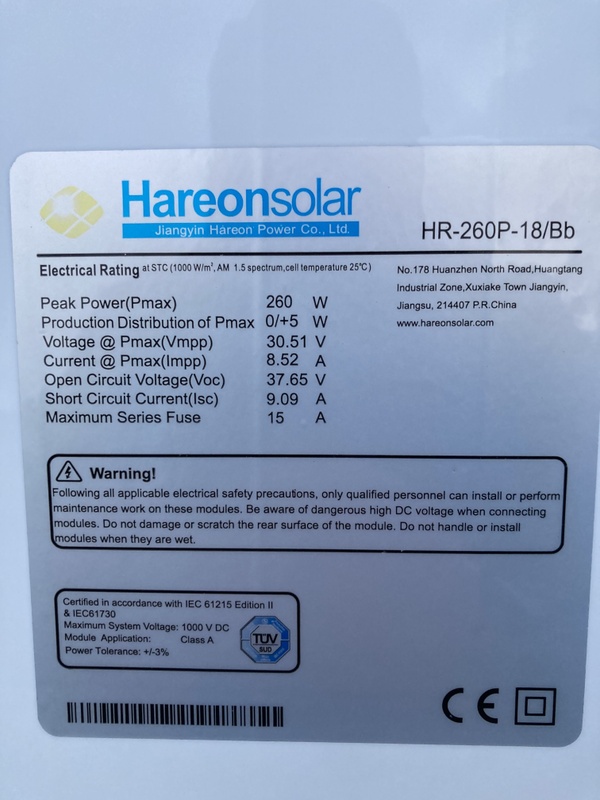 Hareonsolar
Jiangyin Hareon Power Co., Ltd.
HR-260P-18/Bb
Electrical Rating at STC (1000 W/m², AM 1.5 spectrum,cell temperature 25℃)
No.178 Huanzhen North Road,Huangtang
Industrial Zone,Xuxiake Town Jiangyin,
Jiangsu, 214407 P.R.China
www.hareonsolar.com
Peak Power(Pmax) 260 W
Production Distribution of Pmax 0/+5 W
Voltage @ Pmax(Vmpp) 30.51 V
Current @ Pmax(Impp) 8.52 A
Open Circuit Voltage(Voc) 37.65 V
Short Circuit Current(Isc) 9.09 A
Maximum Series Fuse 15 A
Warning!
Following all applicable electrical safety precautions, only qualified personnel can install or perform
maintenance work on these modules. Be aware of dangerous high DC voltage when connecting
modules. Do not damage or scratch the rear surface of the module. Do not handle or install
modules when they are wet.
Certified in accordance with IEC 61215 Edition II
& IEC61730
Maximum System Voltage: 1000 V DC
Module Application: Class A
Power Tolerance: +/-3%
TÜV
SUD
CE